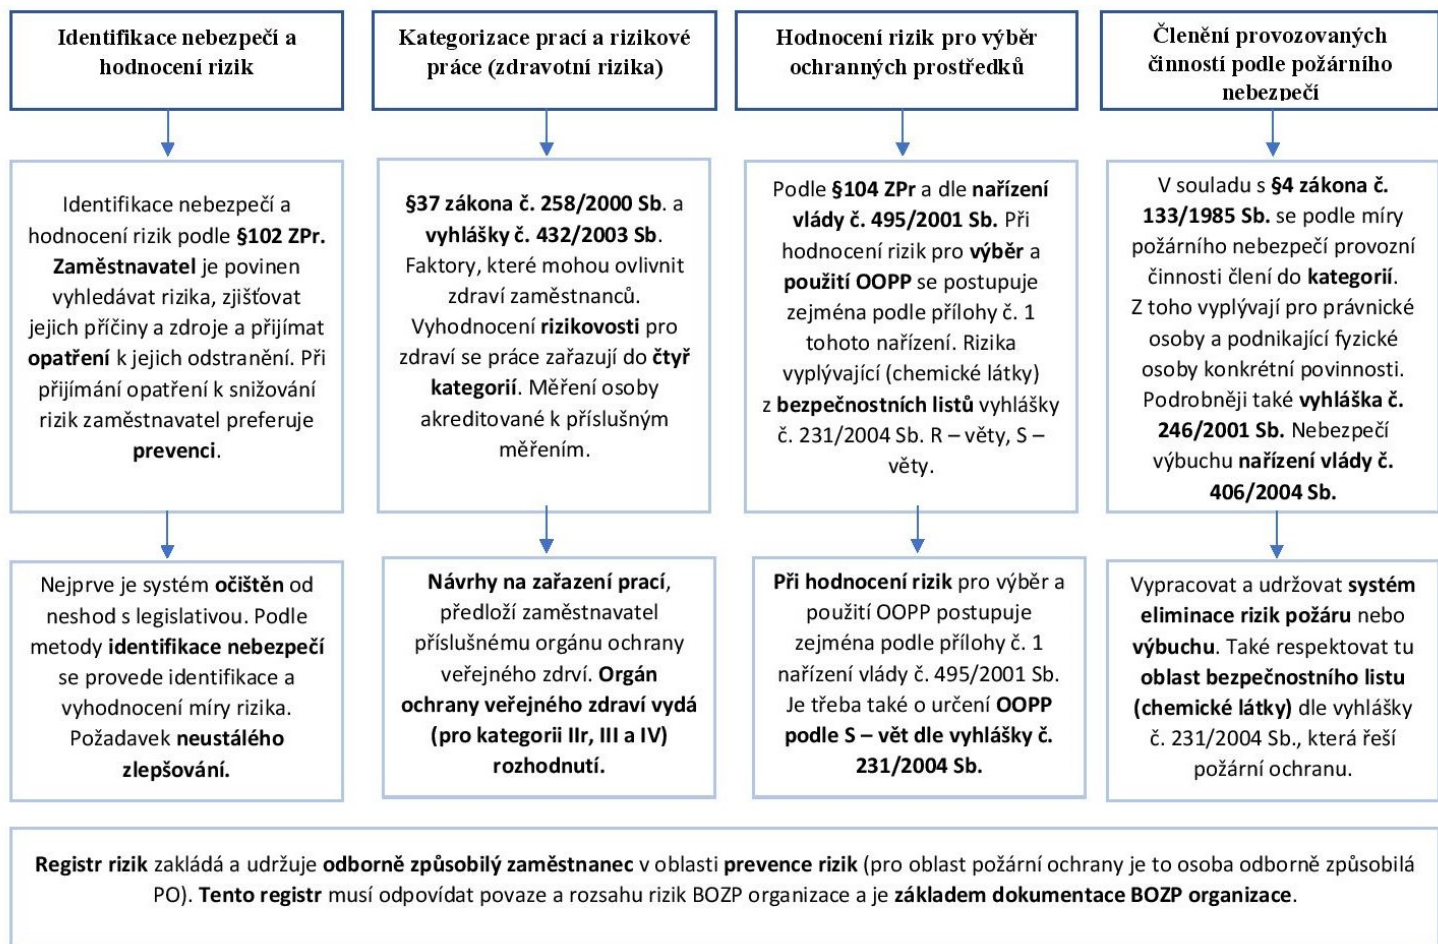 Identifikace nebezpečí a
hodnocení rizik
Kategorizace prací a rizikové
práce (zdravotní rizika)
Hodnocení rizik pro výběr
ochranných prostředků
Členění provozovaných
činností podle požárního
nebezpečí
Identifikace nebezpečí a
hodnocení rizik podle §102 ZPr.
Zaměstnavatel je povinen
vyhledávat rizika, zjišťovat
jejich příčiny a zdroje a přijímat
opatření k jejich odstranění. Při
přijímání opatření k snižování
rizik zaměstnavatel preferuje
prevenci.
§37 zákona č. 258/2000 Sb. a
vyhlášky č. 432/2003 Sb.
Faktory, které mohou ovlivnit
zdraví zaměstnanců.
Vyhodnocení rizikovosti pro
zdraví se práce zařazují do čtyř
kategorií. Měření osoby
akreditované k příslušným
měřením.
Podle §104 ZPr a dle nařízení
vlády č. 495/2001 Sb. Při
hodnocení rizik pro výběr a
použití OOPP se postupuje
zejména podle přílohy č. 1
tohoto nařízení. Rizika
vyplývající (chemické látky)
z bezpečnostních listů vyhlášky
č. 231/2004 Sb. R – věty, S –
věty.
V souladu s §4 zákona č.
133/1985 Sb. se podle míry
požárního nebezpečí provozní
činnosti člení do kategorií.
Z toho vyplývají pro právnické
osoby a podnikající fyzické
osoby konkrétní povinnosti.
Podrobněji také vyhláška č.
246/2001 Sb. Nebezpečí
výbuchu nařízení vlády č.
406/2004 Sb.
Nejprve je systém očištěn od
neshod s legislativou. Podle
metody identifikace nebezpečí
se provede identifikace a
vyhodnocení míry rizika.
Požadavek neustálého
zlepšování.
Návrhy na zařazení prací,
předloží zaměstnavatel
příslušnému orgánu ochrany
veřejného zdrví. Orgán
ochrany veřejného zdraví vydá
(pro kategorii IIr, III a IV)
rozhodnutí.
Při hodnocení rizik pro výběr a
použití OOPP postupuje
zejména podle přílohy č. 1
nařízení vlády č. 495/2001 Sb.
Je třeba také o určení OOPP
podle S – vět dle vyhlášky č.
231/2004 Sb.
Vypracovat a udržovat systém
eliminace rizik požáru nebo
výbuchu. Také respektovat tu
oblast bezpečnostního listu
(chemické látky) dle vyhlášky
č. 231/2004 Sb., která řeší
požární ochranu.
Registr rizik zakládá a udržuje odborně způsobilý zaměstnanec v oblasti prevence rizik (pro oblast požární ochrany je to osoba odborně způsobilá
PO). Tento registr musí odpovídat povaze a rozsahu rizik BOZP organizace a je základem dokumentace BOZP organizace.